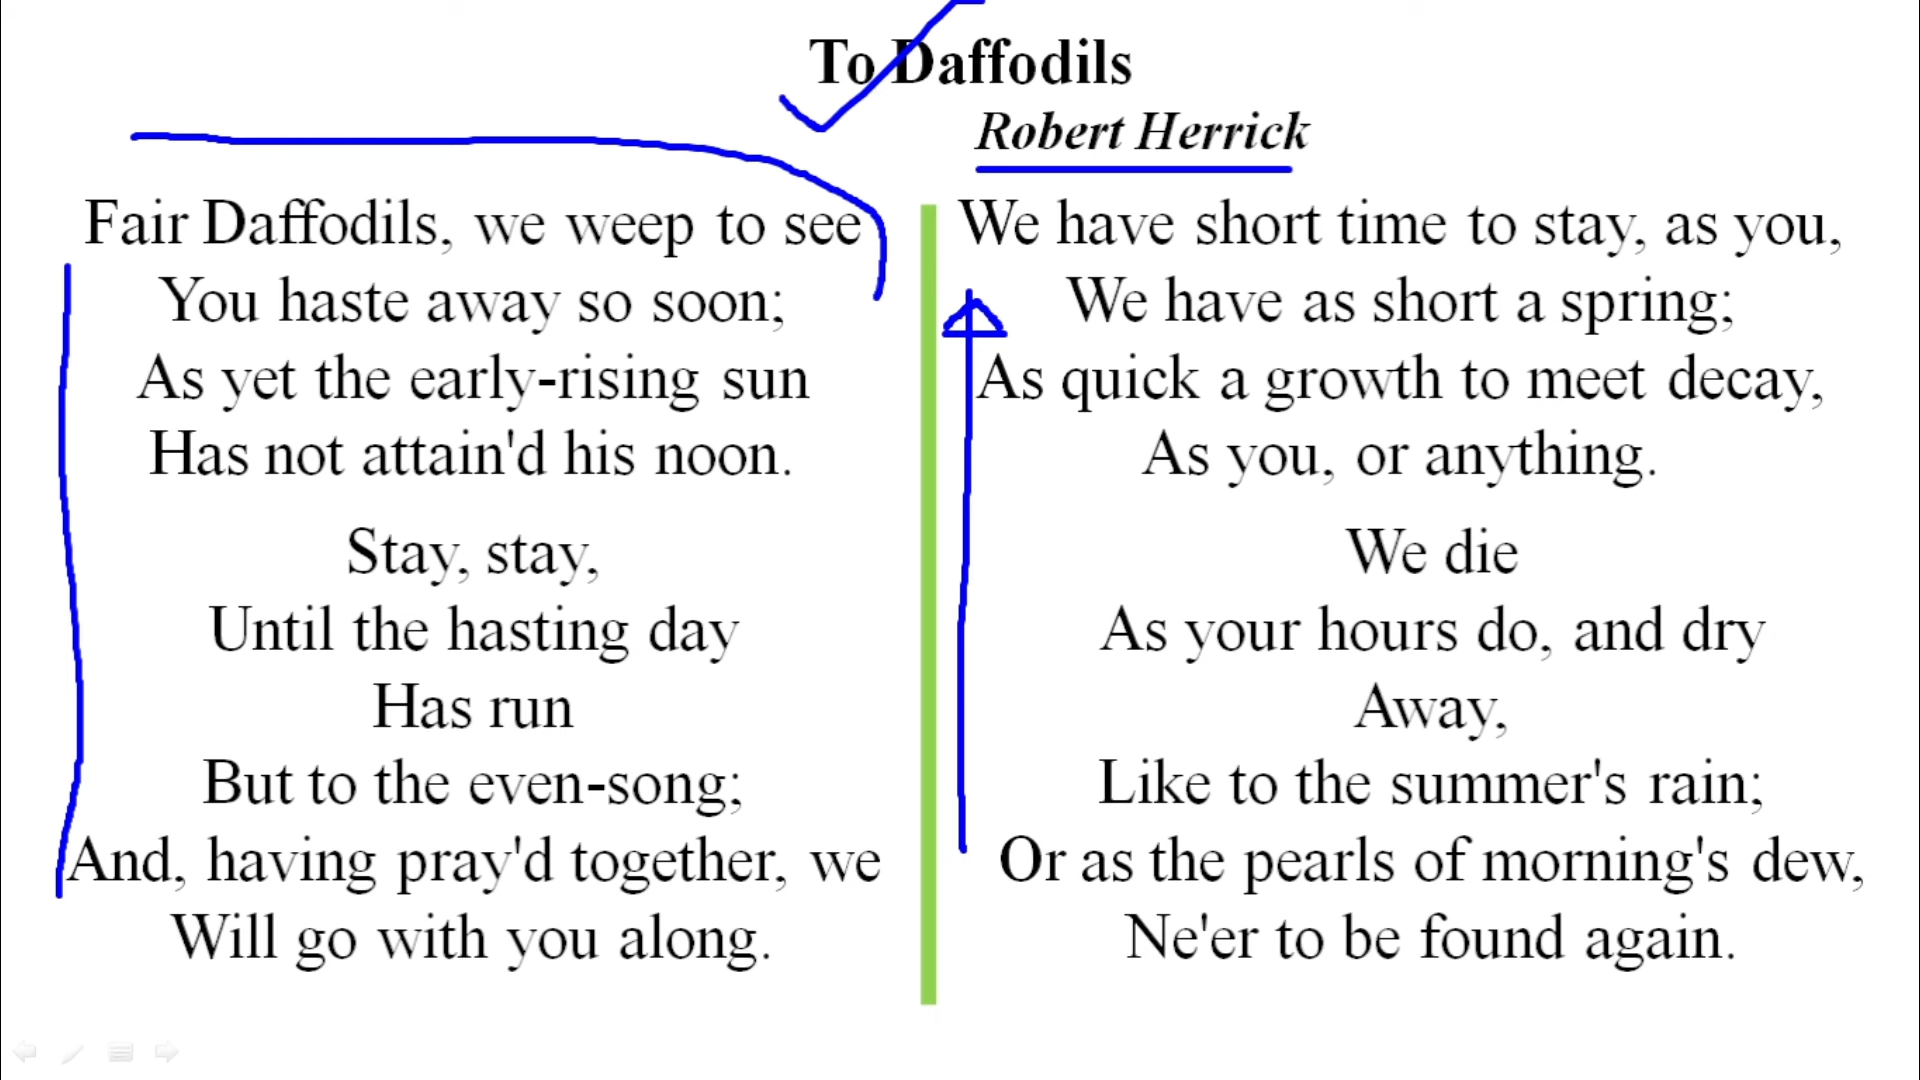 To Daffodils
Robert Herrick
Fair Daffodils, we weep to see
You haste away so soon;
As yet the early-rising sun
Has not attain'd his noon.
Stay, stay,
Until the hasting day
Has run
But to the even-song;
And, having pray'd together, we
Will go with you along.
We have short time to stay, as you,
We have as short a spring;
As quick a growth to meet decay,
As you, or anything.
We die
As your hours do, and dry
Away,
Like to the summer's rain;
Or as the pearls of morning's dew,
Ne'er to be found again.